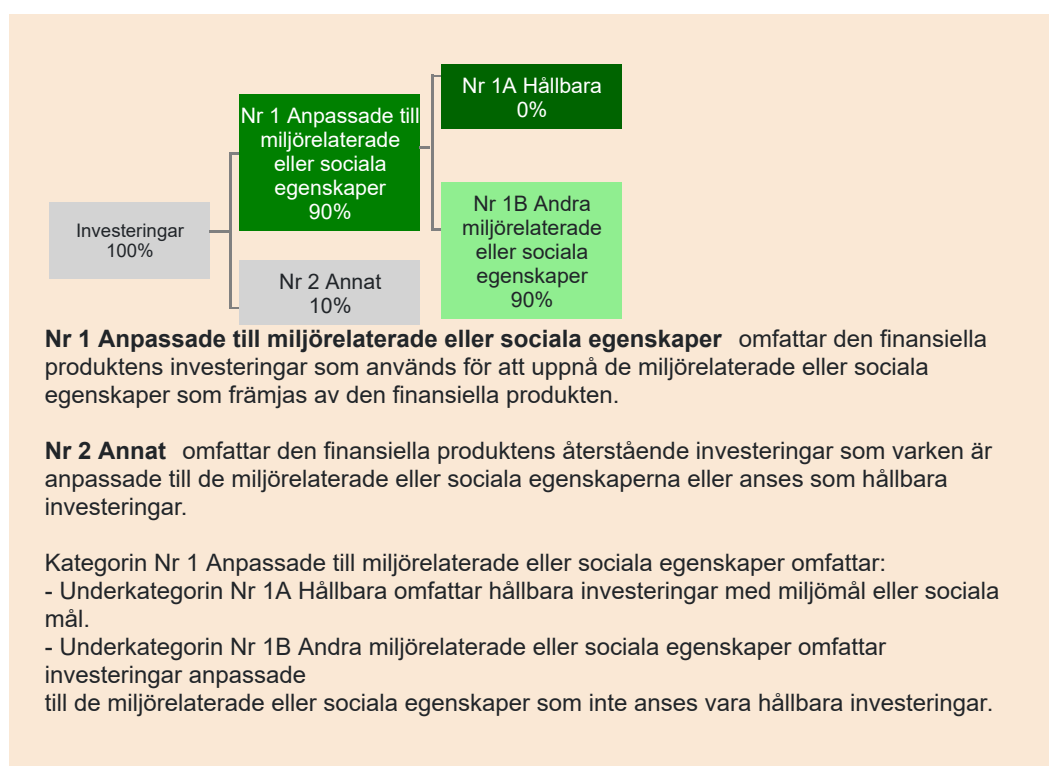 Nr 1A Hållbara
0%
Nr 1 Anpassade till
miljörelaterade
eller sociala
egenskaper
90%
Nr 1B Andra
miljörelaterade
eller sociala
egenskaper
90%
Investeringar
100%
Nr 2 Annat
10%
Nr 1 Anpassade till miljörelaterade eller sociala egenskaper omfattar den finansiella
produktens investeringar som används för att uppnå de miljörelaterade eller sociala
egenskaper som främjas av den finansiella produkten.
Nr 2 Annat omfattar den finansiella produktens återstående investeringar som varken är
anpassade till de miljörelaterade eller sociala egenskaperna eller anses som hållbara
investeringar.
Kategorin Nr 1 Anpassade till miljörelaterade eller sociala egenskaper omfattar:
- Underkategorin Nr 1A Hållbara omfattar hållbara investeringar med miljömål eller sociala
mål.
- Underkategorin Nr 1B Andra miljörelaterade eller sociala egenskaper omfattar
investeringar anpassade
till de miljörelaterade eller sociala egenskaper som inte anses vara hållbara investeringar.